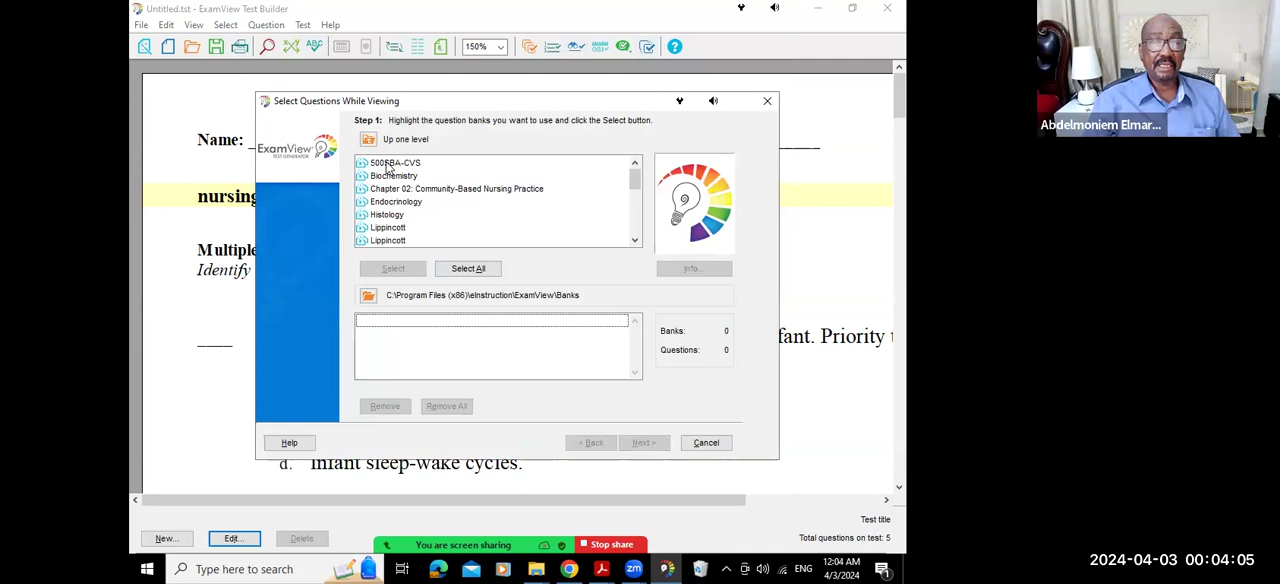 Untitled.tst - ExamView Test Builder
File Edit View Select Question Test Help
150%
Select Questions While Viewing
Step 1: Highlight the question banks you want to use and click the Select button.
Up one level
ExamView
TEST GENERATOR
500SBA-CVS
Biochemistry
Chapter 02: Community-Based Nursing Practice
Endocrinology
Histology
Lippincott
Lippincott
Select Select All Info...
C:\Program Files (x86)\eInstruction\ExamView\Banks
Banks: 0
Questions: 0
Remove Remove All
Help < Back Next > Cancel
Name:
nursing
Multiple
Identify
fant. Priority
d. Infant sleep-wake cycles.
Test title
New... Edit... Delete
Total questions on test: 5
You are screen sharing Stop share
Type here to search
zm
ENG
12:04 AM
4/3/2024
1
Abdelmoniem Elmar...
2024-04-03 00:04:05